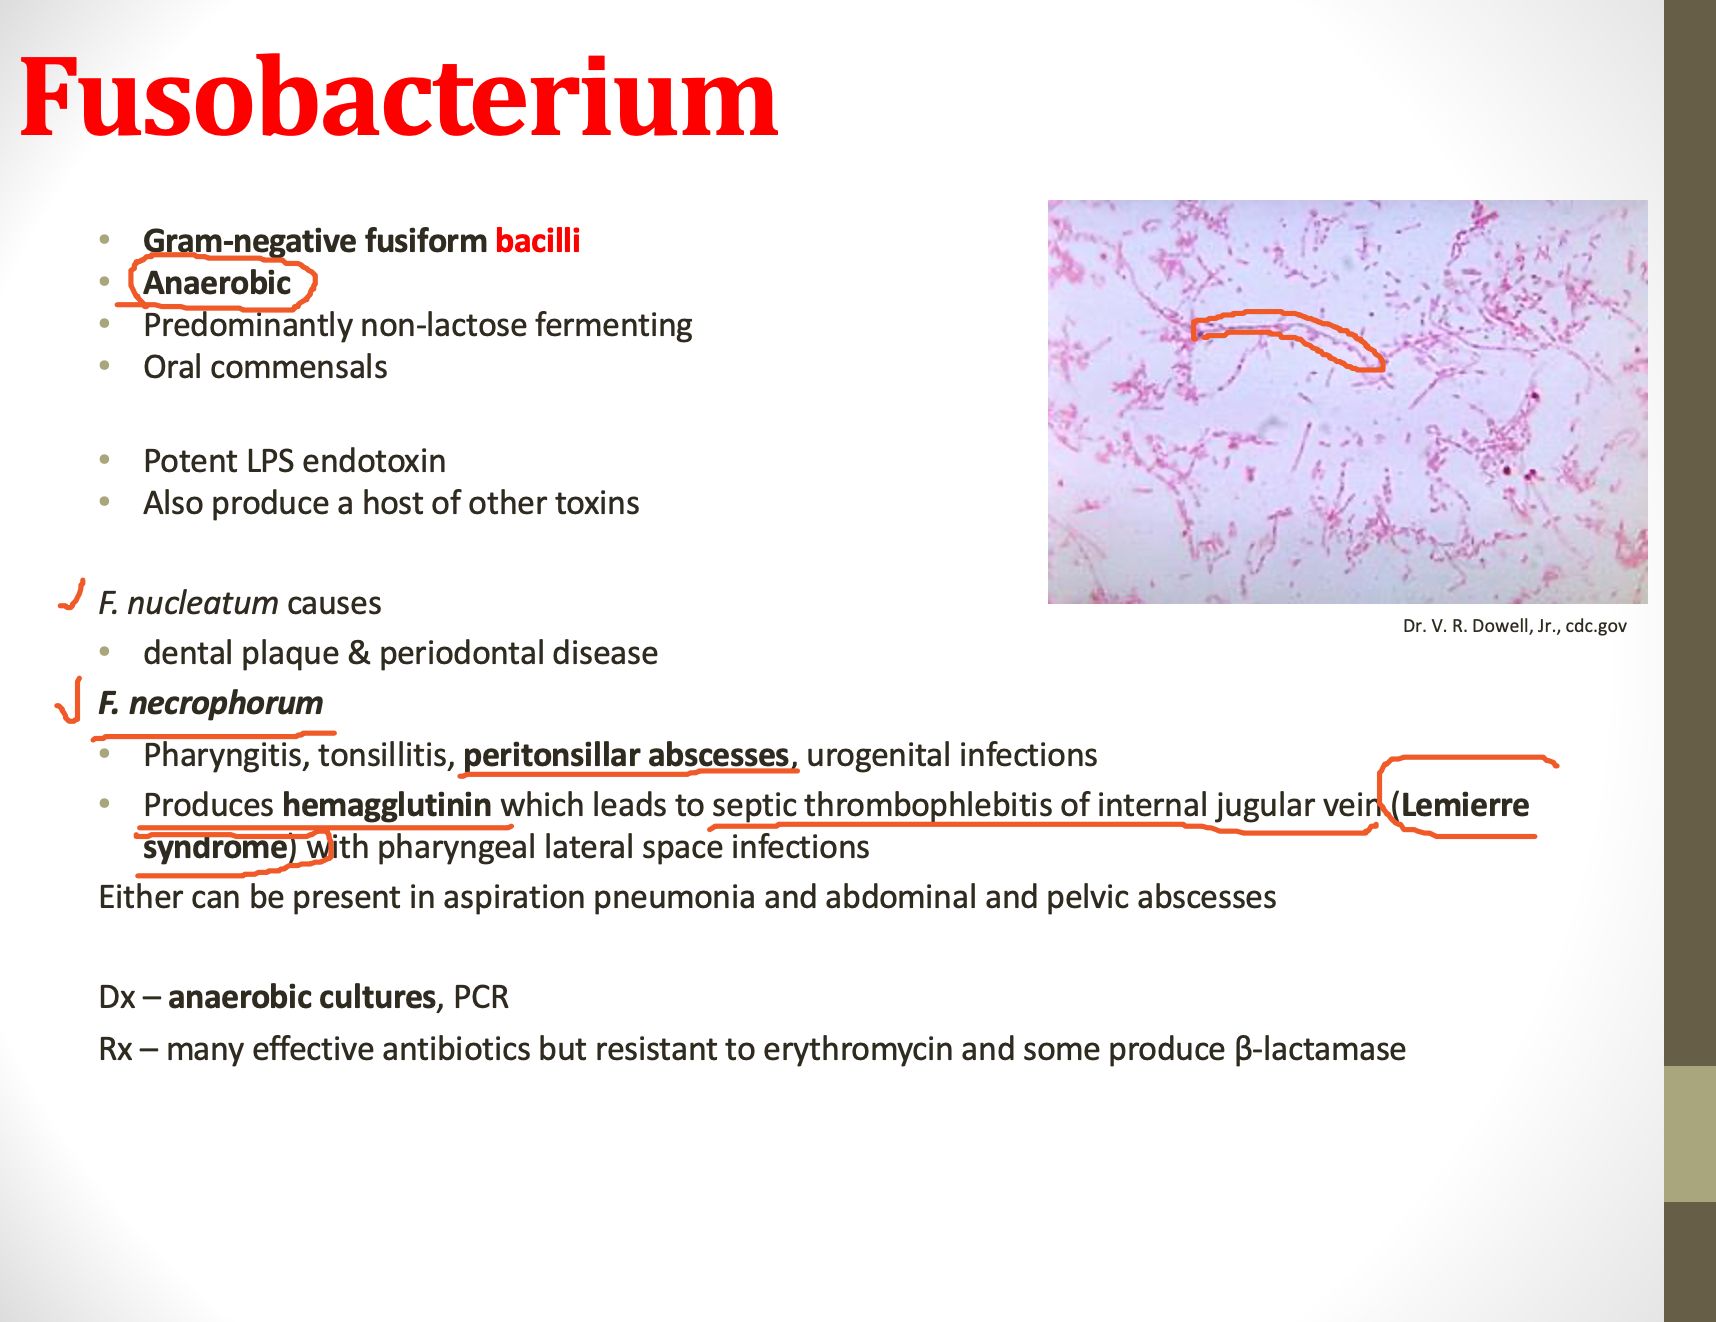 Fusobacterium
• Gram-negative fusiform bacilli
• Anaerobic
• Predominantly non-lactose fermenting
• Oral commensals
• Potent LPS endotoxin
• Also produce a host of other toxins
Dr. V. R. Dowell, Jr., cdc.gov
F. nucleatum causes
• dental plaque & periodontal disease
F. necrophorum
• Pharyngitis, tonsillitis, peritonsillar abscesses, urogenital infections
• Produces hemagglutinin which leads to septic thrombophlebitis of internal jugular vein (Lemierre
syndrome) with pharyngeal lateral space infections
Either can be present in aspiration pneumonia and abdominal and pelvic abscesses
Dx – anaerobic cultures, PCR
Rx – many effective antibiotics but resistant to erythromycin and some produce β-lactamase